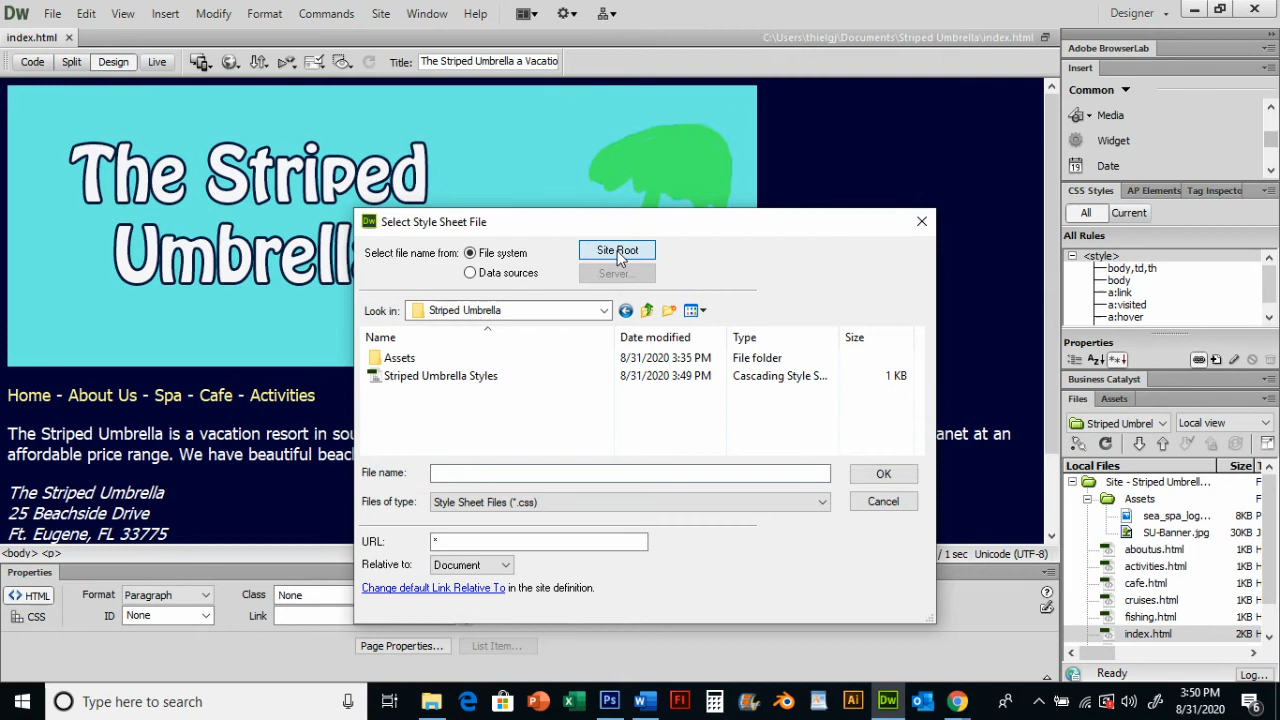 Dw File Edit View Insert Modify Format Commands Site Window Help Designer
index.html C:\Users\thielgj\Documents\Striped Umbrella\index.html
Code Split Design Live Title: The Striped Umbrella a Vacatio
The Striped
Umbrella
Home - About Us - Spa - Cafe - Activities
The Striped Umbrella is a vacation resort in sou anet at an
affordable price range. We have beautiful beac
The Striped Umbrella
25 Beachside Drive
Ft. Eugene, FL 33775
<body> <p> / 1 sec Unicode (UTF-8)
Dw Select Style Sheet File
Select file name from: File system Site Root
Data sources Server...
Look in: Striped Umbrella
Name Date modified Type Size
Assets 8/31/2020 3:35 PM File folder
Striped Umbrella Styles 8/31/2020 3:49 PM Cascading Style S... 1 KB
File name: OK
Files of type: Style Sheet Files (*.css) Cancel
URL: *
Relative to: Document
Change default Link Relative To in the site definition.
Properties
HTML Format Paragraph Class None
CSS ID None Link
Page Properties... List Item...
Adobe BrowserLab
Insert
Common
Media
Widget
19 Date
CSS Styles AP Elements Tag Inspecto
All Current
All Rules
<style>
body,td,th
body
a:link
a:visited
a:hover
Properties
Az↓ **+
Business Catalyst
Files Assets
Striped Umbrel Local view
Local Files Size T
Site - Striped Umbrell... F
Assets F
sea_spa_log... 8KB F
SU-Banner.jpg 30KB F
aboutus.html 1KB F
activities.html 1KB F
cafe.html 1KB F
cruises.html 1KB F
fishing.html 1KB F
index.html 2KB F
Ready Log...
Type here to search
Ps Ai Dw
3:50 PM
8/31/2020
6